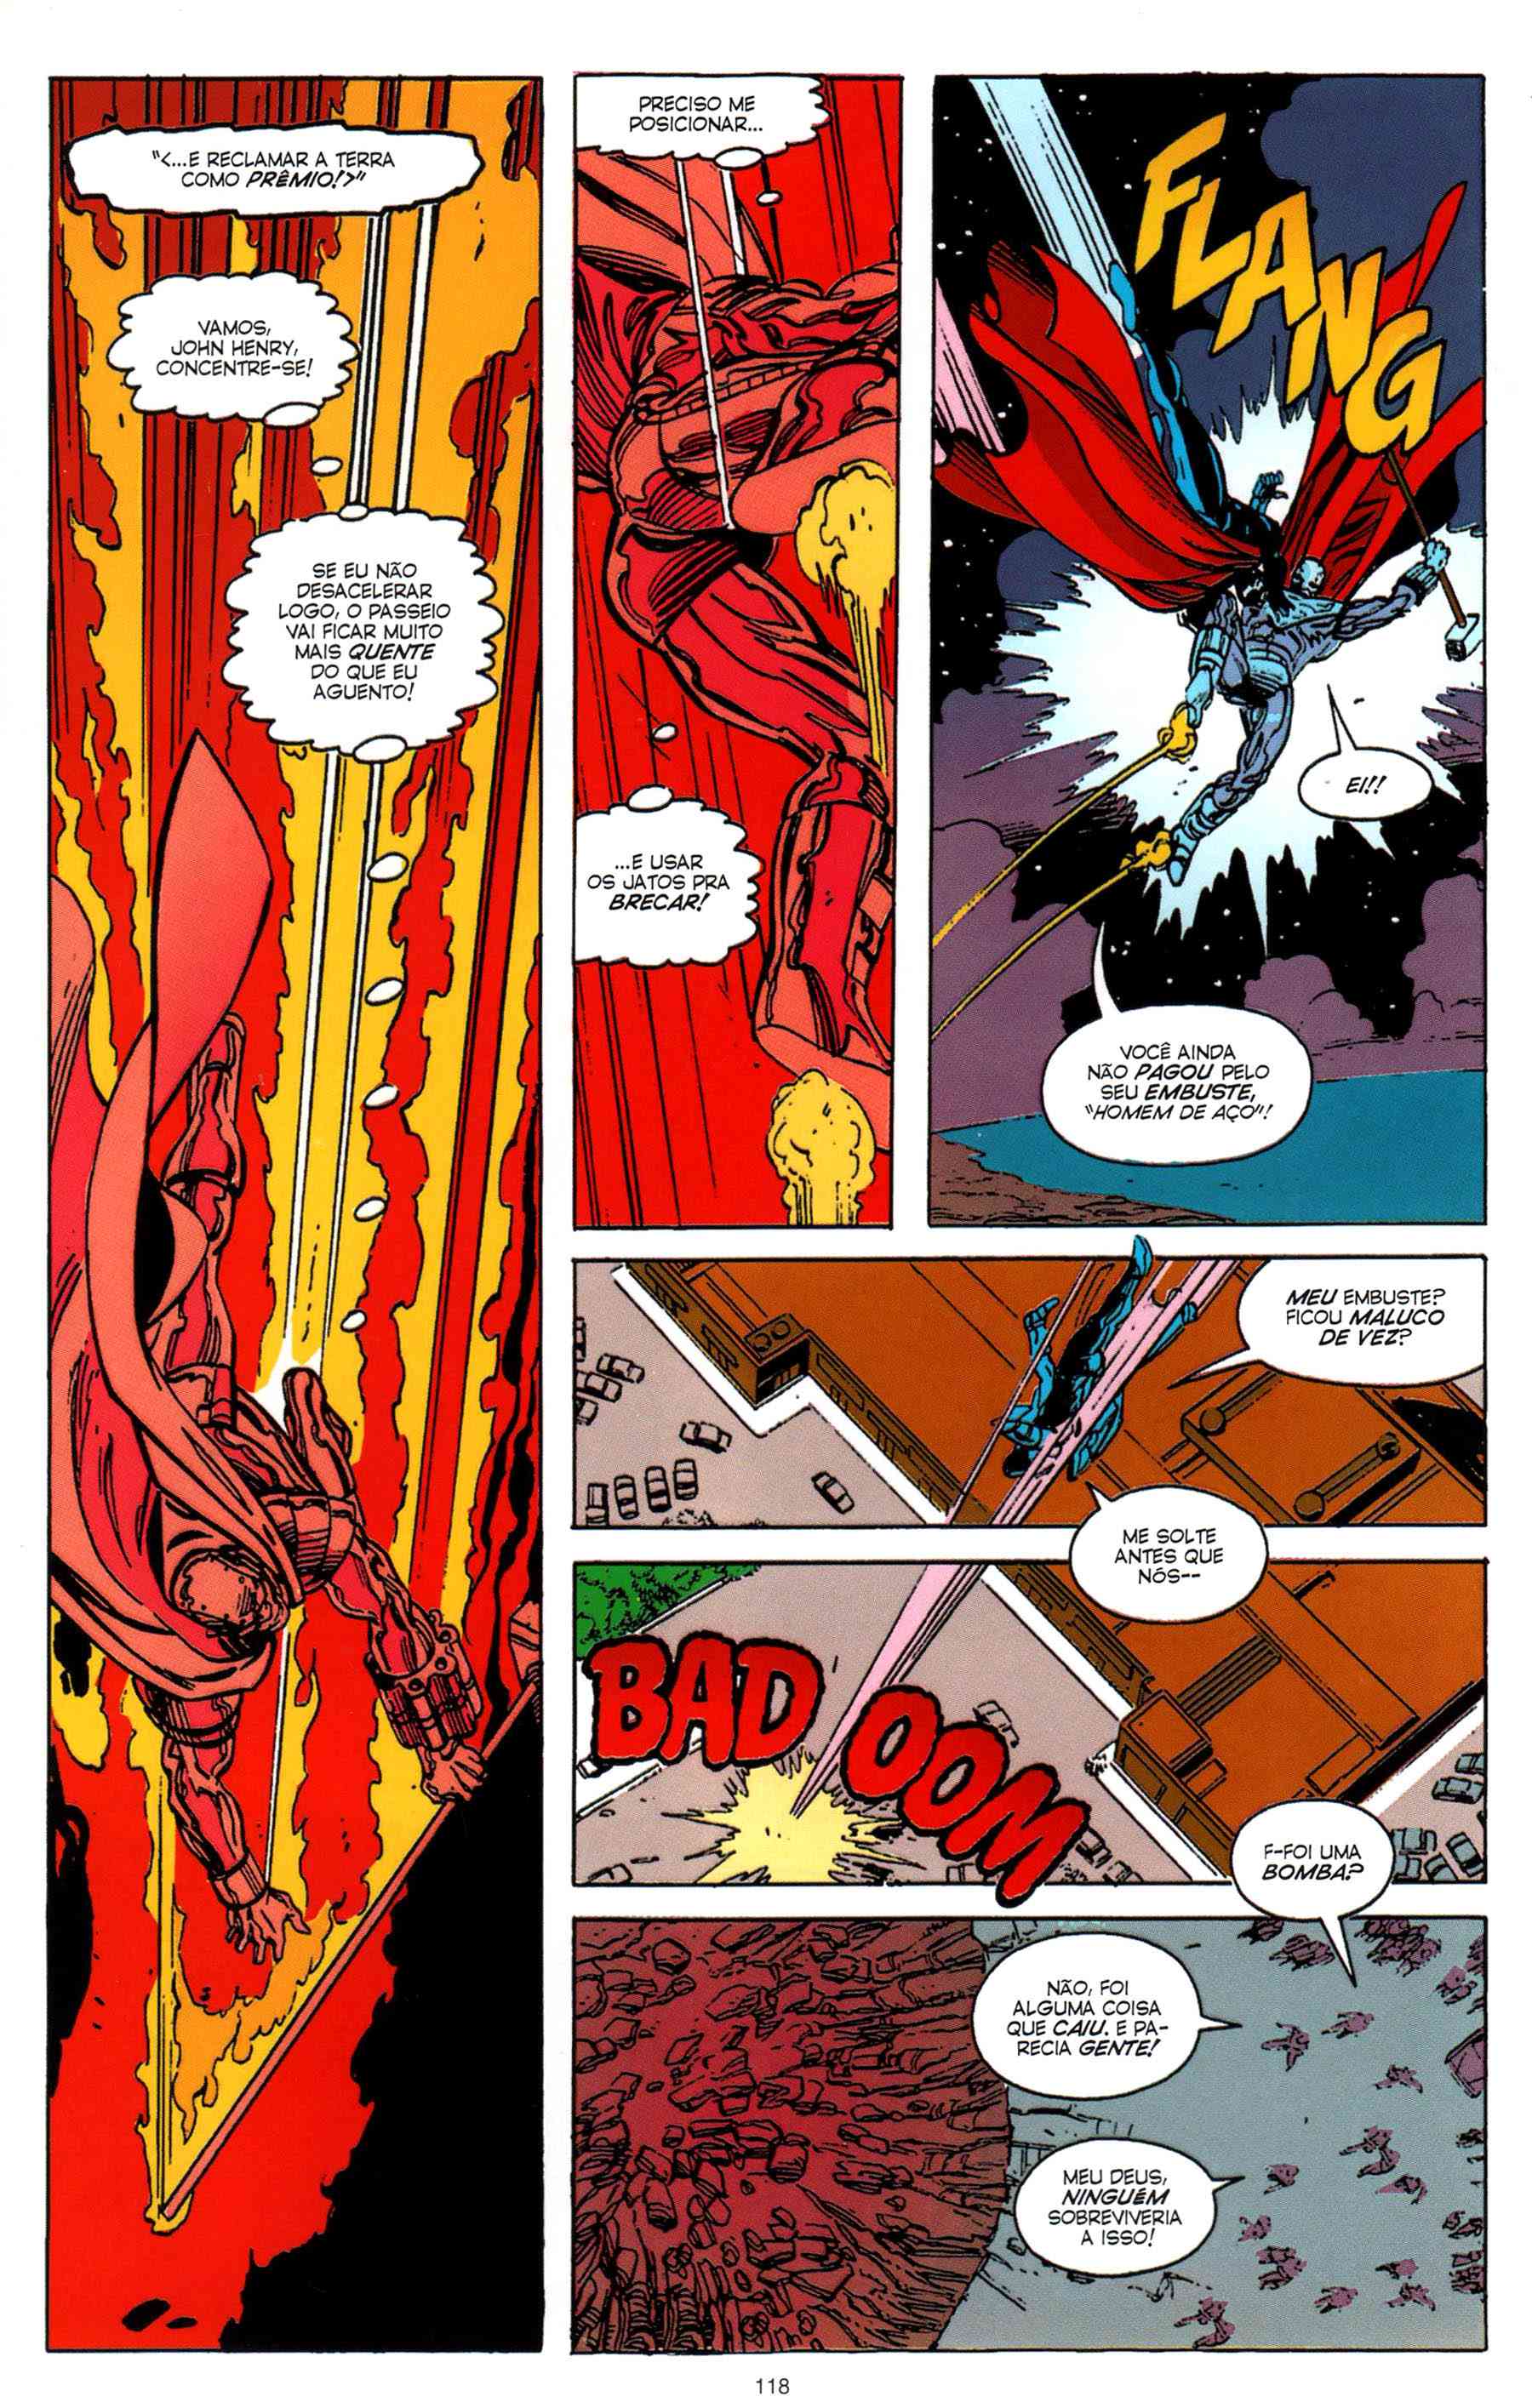 "<...E RECLAMAR A TERRA
COMO PRÊMIO!>"
VAMOS,
JOHN HENRY,
CONCENTRE-SE!
SE EU NÃO
DESACELERAR
LOGO, O PASSEIO
VAI FICAR MUITO
MAIS QUENTE
DO QUE EU
AGUENTO!
PRECISO ME
POSICIONAR...
...E USAR
OS JATOS PRA
BRECAR!
FLANG
EI!!
VOCÊ AINDA
NÃO PAGOU PELO
SEU EMBUSTE,
"HOMEM DE AÇO"!
MEU EMBUSTE?
FICOU MALUCO
DE VEZ?
ME SOLTE
ANTES QUE
NÓS--
BAD OOM
F-FOI UMA
BOMBA?
NÃO, FOI
ALGUMA COISA
QUE CAIU. E PA-
RECIA GENTE!
MEU DEUS,
NINGUÉM
SOBREVIVERIA
A ISSO!
118